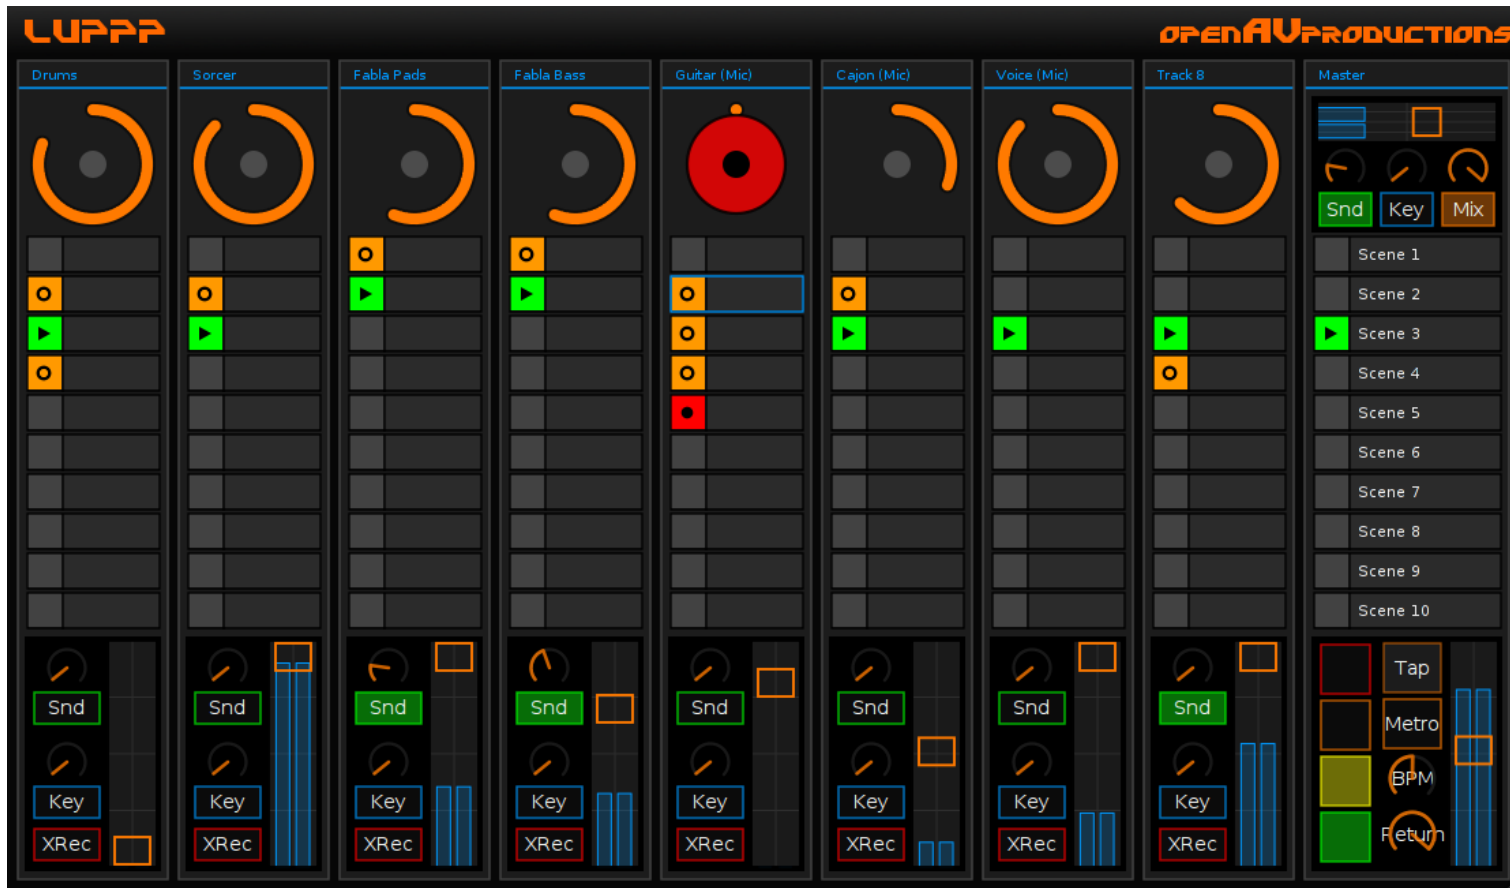 LUPPP
openAVproductions
Drums
Sorcer
Fabla Pads
Fabla Bass
Guitar (Mic)
Cajon (Mic)
Voice (Mic)
Track 8
Master
Snd
Key
Mix
Scene 1
Scene 2
Scene 3
Scene 4
Scene 5
Scene 6
Scene 7
Scene 8
Scene 9
Scene 10
Snd
Snd
Snd
Snd
Snd
Snd
Snd
Snd
Tap
Metro
Key
Key
Key
Key
Key
Key
Key
Key
BPM
XRec
XRec
XRec
XRec
XRec
XRec
XRec
XRec
Return